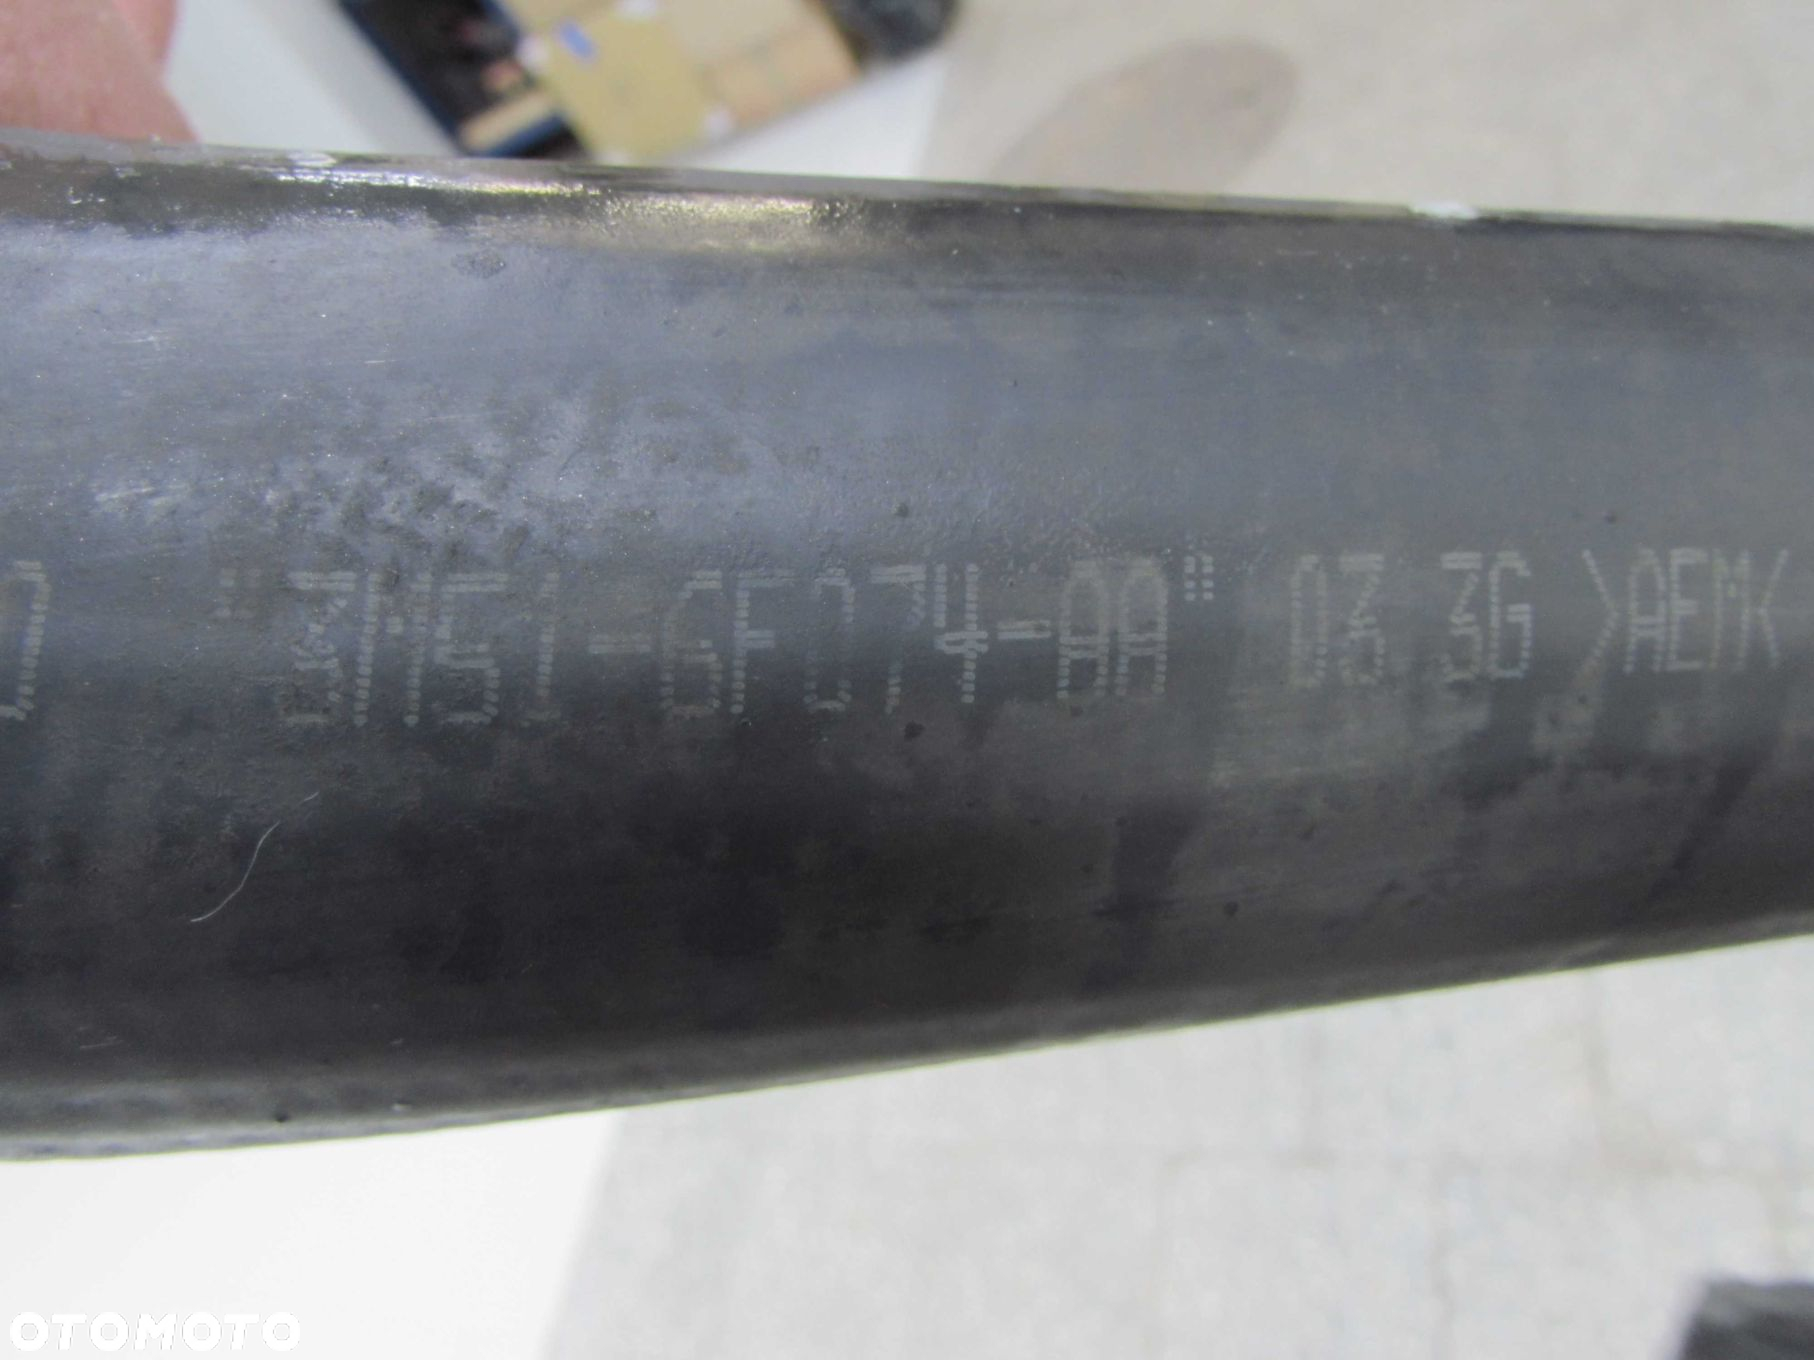 "3M51-6F074-AA" 03 3G >AEM<
OTOMOTO